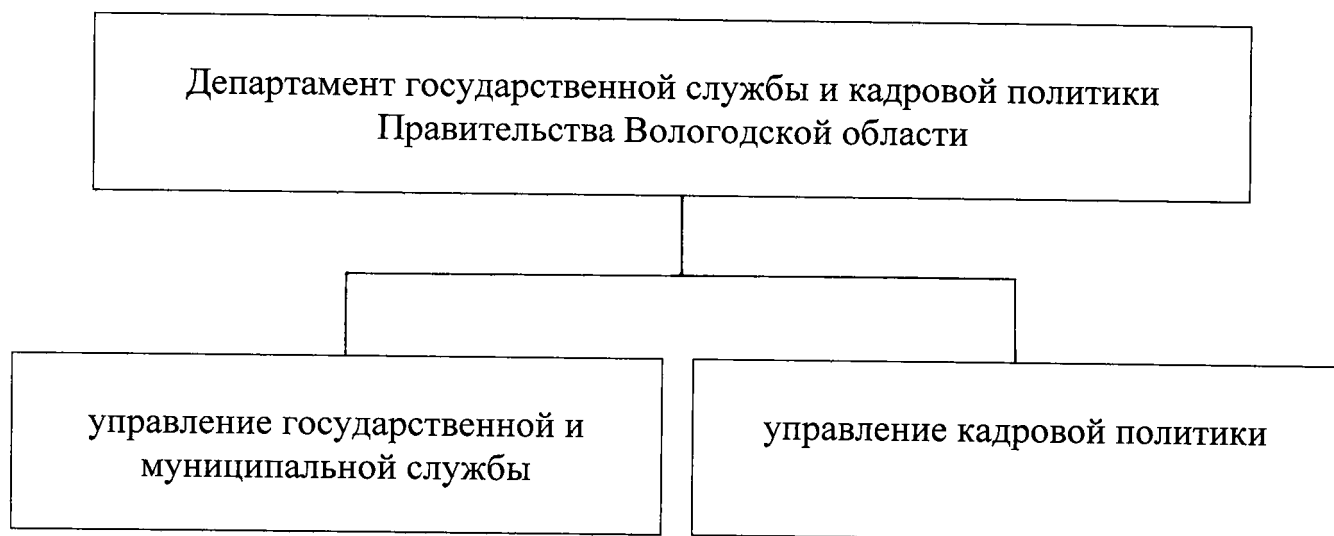 Департамент государственной службы и кадровой политики
Правительства Вологодской области
управление государственной и
муниципальной службы
управление кадровой политики